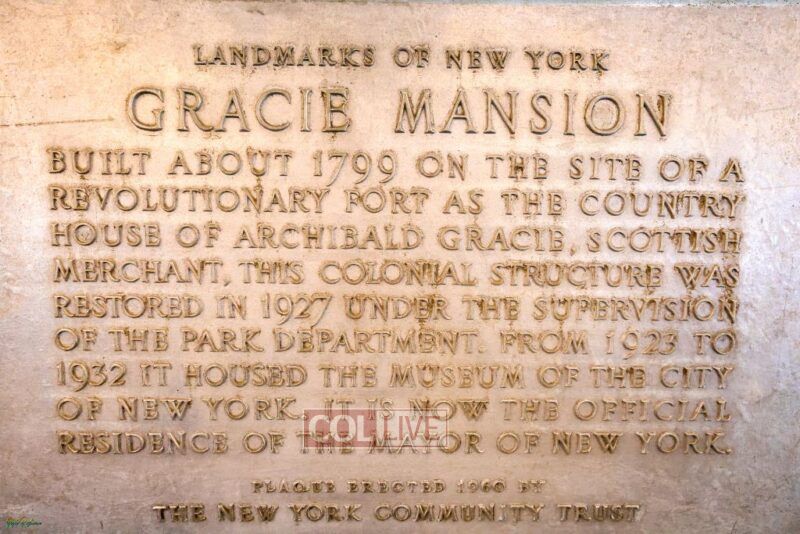 LANDMARKS OF NEW YORK
GRACIE MANSION
BUILT ABOUT 1799 ON THE SITE OF A
REVOLUTIONARY FORT AS THE COUNTRY
HOUSE OF ARCHIBALD GRACIE, SCOTTISH
MERCHANT, THIS COLONIAL STRUCTURE WAS
RESTORED IN 1927 UNDER THE SUPERVISION
OF THE PARK DEPARTMENT. FROM 1923 TO
1932 IT HOUSED THE MUSEUM OF THE CITY
OF NEW YORK. IT IS NOW THE OFFICIAL
RESIDENCE OF THE MAYOR OF NEW YORK.
COLLIVE
PLAQUE ERECTED 1960 BY
THE NEW YORK COMMUNITY TRUST